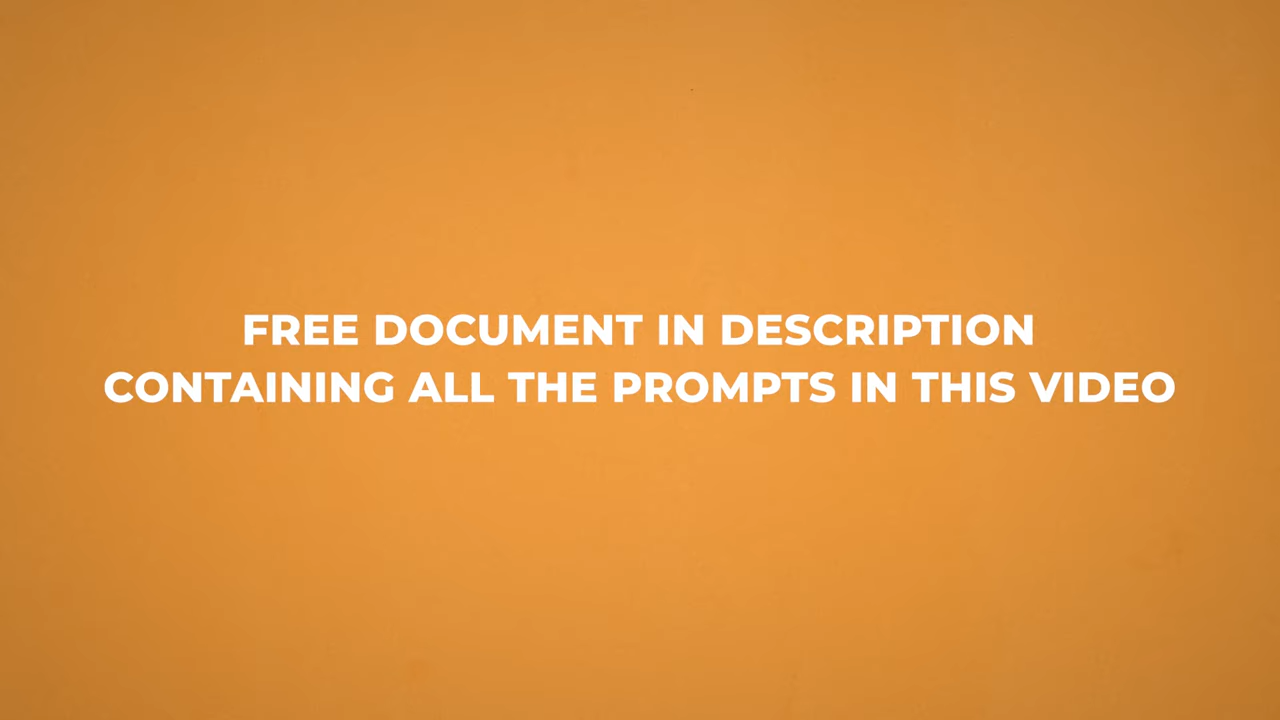 FREE DOCUMENT IN DESCRIPTION
CONTAINING ALL THE PROMPTS IN THIS VIDEO